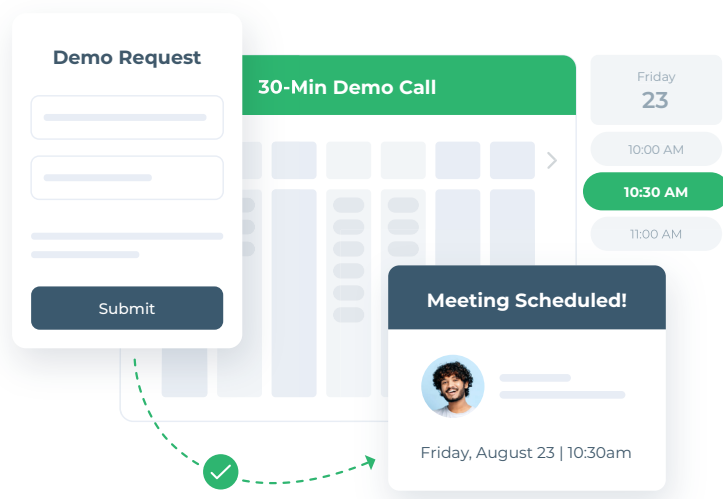 Demo Request
Submit
30-Min Demo Call
Friday
23
10:00 AM
10:30 AM
11:00 AM
Meeting Scheduled!
Friday, August 23 | 10:30am